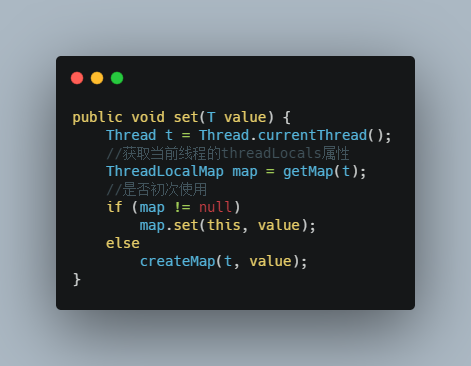 public void set(T value) {
    Thread t = Thread.currentThread();
    //获取当前线程的threadLocals属性
    ThreadLocalMap map = getMap(t);
    //是否初次使用
    if (map != null)
        map.set(this, value);
    else
        createMap(t, value);
}